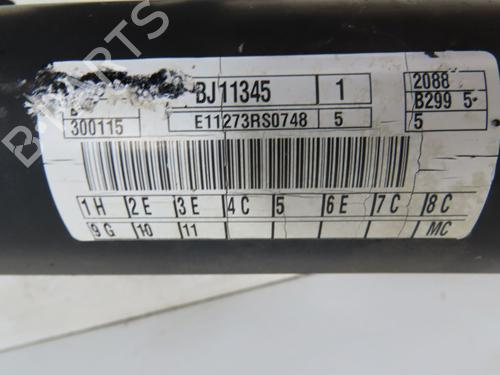 BJ11345 1 2088
B299 5-
300115 E11273RS0748 5 5
1H 2E 3E 4C 5 6E 7C 8C
9G 10 11 MC
B-PARTS